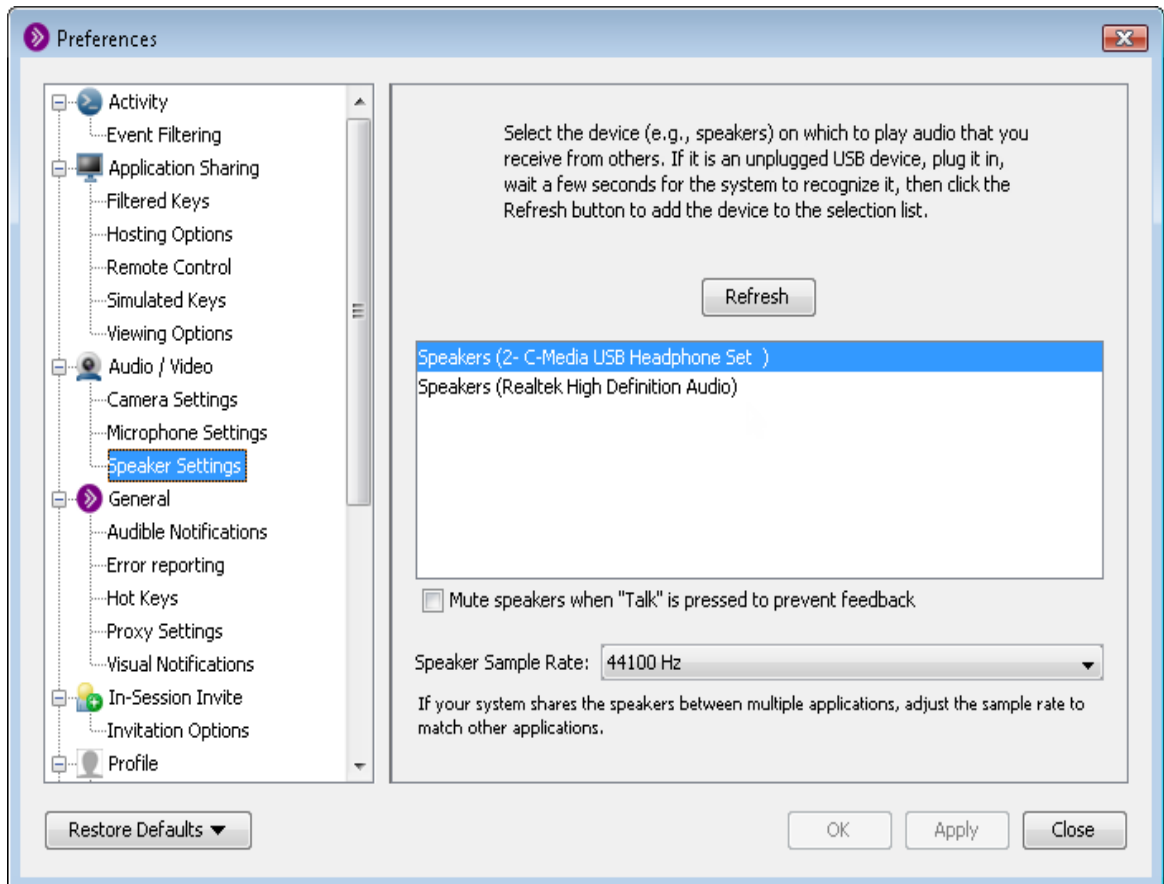 Preferences
Activity
Event Filtering
Application Sharing
Filtered Keys
Hosting Options
Remote Control
Simulated Keys
Viewing Options
Audio / Video
Camera Settings
Microphone Settings
Speaker Settings
General
Audible Notifications
Error reporting
Hot Keys
Proxy Settings
Visual Notifications
In-Session Invite
Invitation Options
Profile
Select the device (e.g., speakers) on which to play audio that you
receive from others. If it is an unplugged USB device, plug it in,
wait a few seconds for the system to recognize it, then click the
Refresh button to add the device to the selection list.
Refresh
Speakers (2- C-Media USB Headphone Set  )
Speakers (Realtek High Definition Audio)
Mute speakers when "Talk" is pressed to prevent feedback
Speaker Sample Rate: 44100 Hz
If your system shares the speakers between multiple applications, adjust the sample rate to
match other applications.
Restore Defaults
OK
Apply
Close